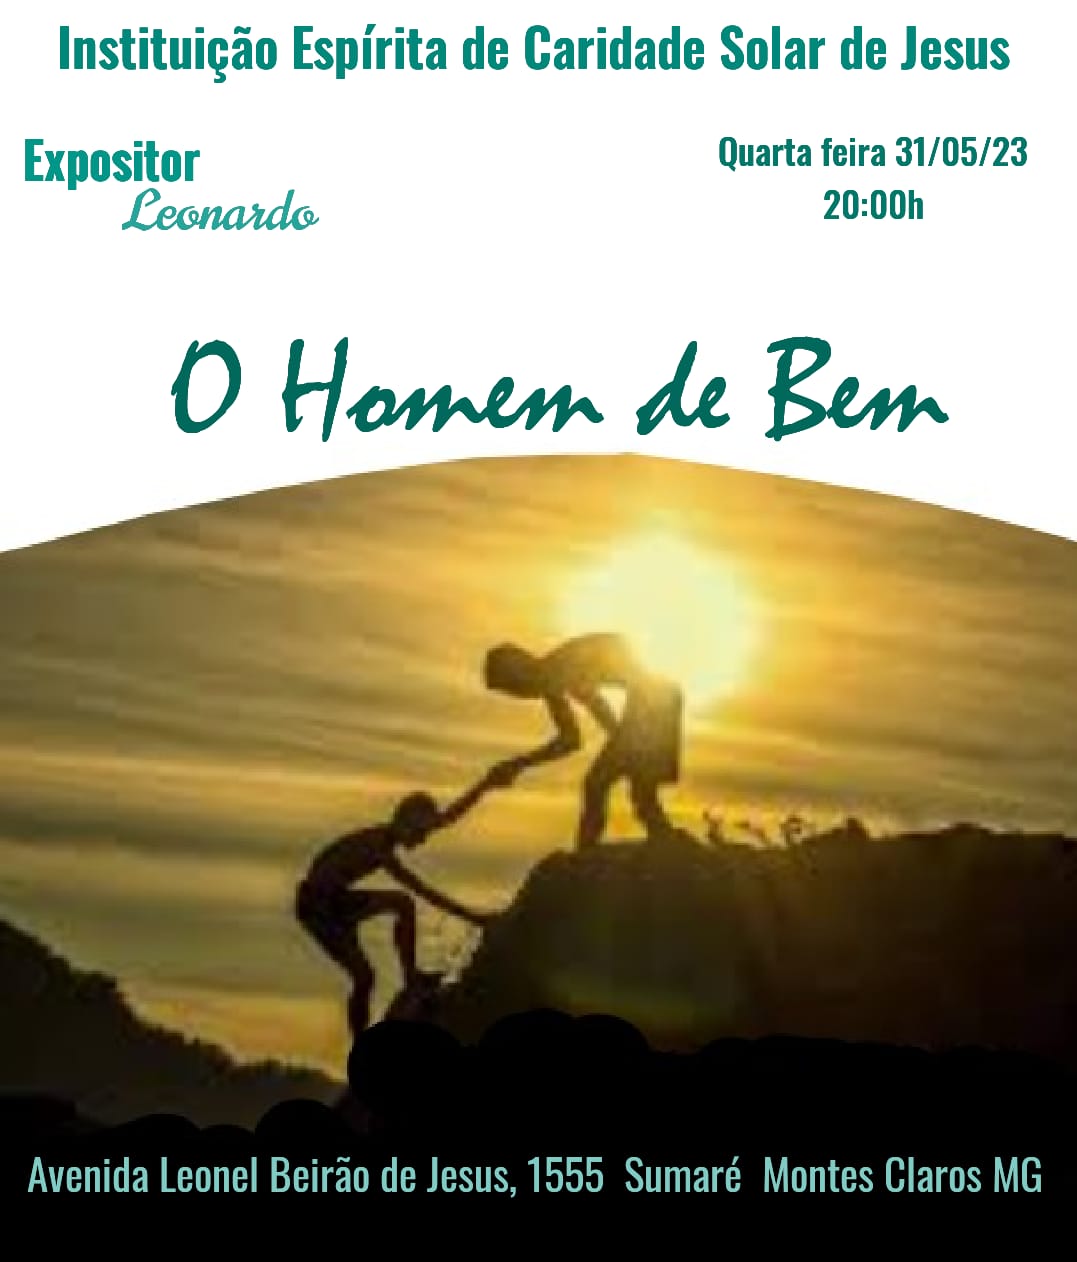 Instituição Espírita de Caridade Solar de Jesus
Expositor
Leonardo
Quarta feira 31/05/23
20:00h
O Homem de Bem
Avenida Leonel Beirão de Jesus, 1555 Sumaré Montes Claros MG